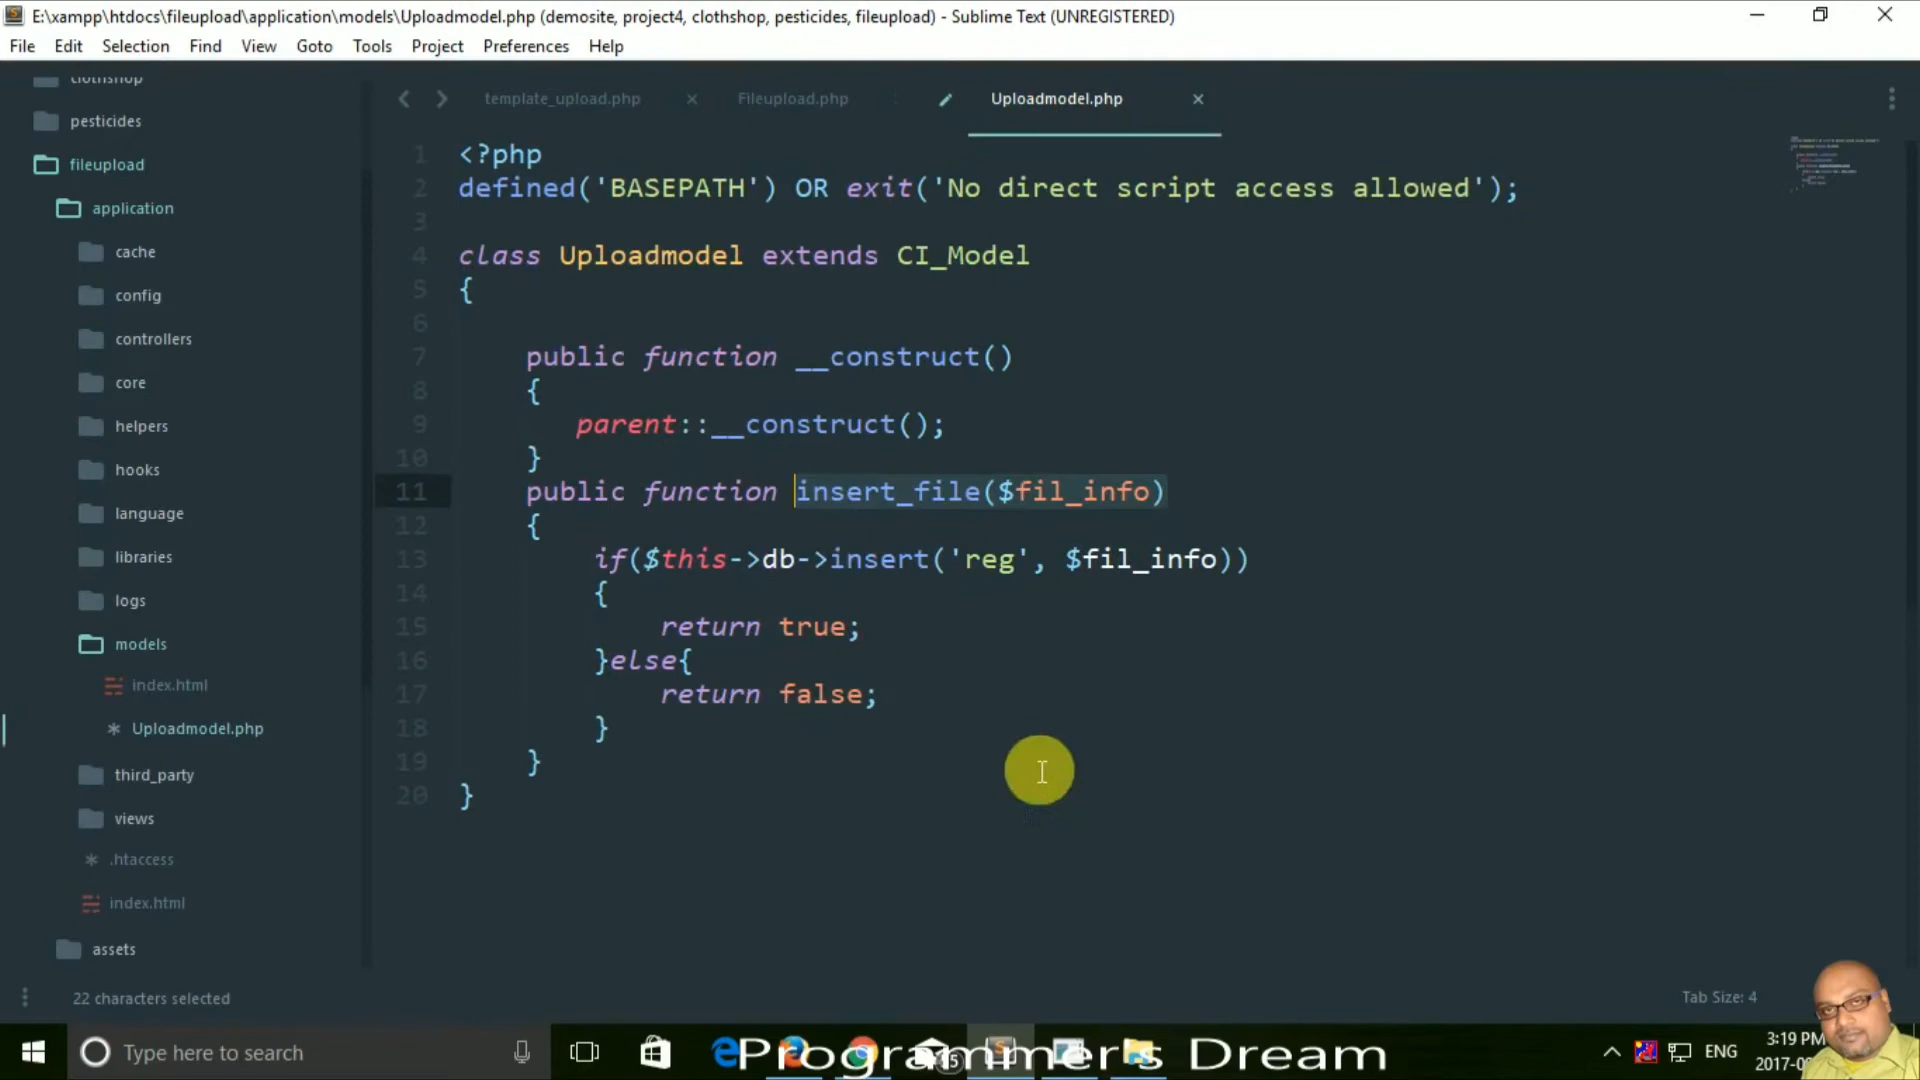 E:\xampp\htdocs\fileupload\application\models\Uploadmodel.php (demosite, project4, clothshop, pesticides, fileupload) - Sublime Text (UNREGISTERED)
File Edit Selection Find View Goto Tools Project Preferences Help
clothshop
pesticides
fileupload
application
cache
config
controllers
core
helpers
hooks
language
libraries
logs
models
index.html
Uploadmodel.php
third_party
views
.htaccess
index.html
assets
template_upload.php Fileupload.php Uploadmodel.php
1 <?php
2 defined('BASEPATH') OR exit('No direct script access allowed');
3
4 class Uploadmodel extends CI_Model
5 {
6
7 public function __construct()
8 {
9 parent::__construct();
10 }
11 public function insert_file($fil_info)
12 {
13 if($this->db->insert('reg', $fil_info))
14 {
15 return true;
16 }else{
17 return false;
18 }
19 }
20 }
22 characters selected
Tab Size: 4
Type here to search
Programmer's Dream
ENG
3:19 PM